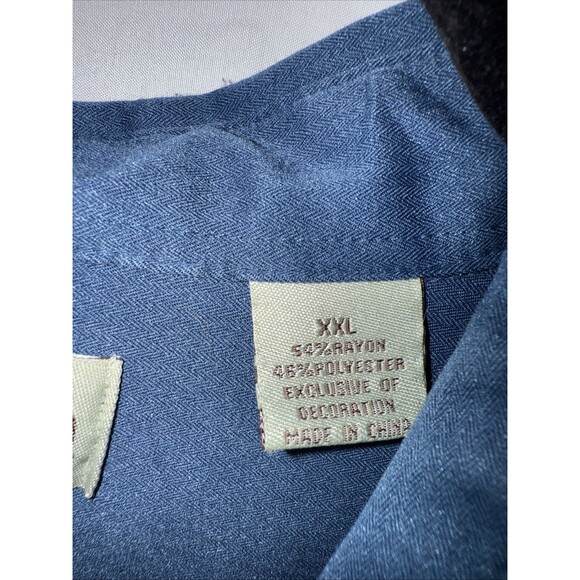 XXL
54%RAYON
46%POLYESTER
EXCLUSIVE OF
DECORATION
MADE IN CHINA